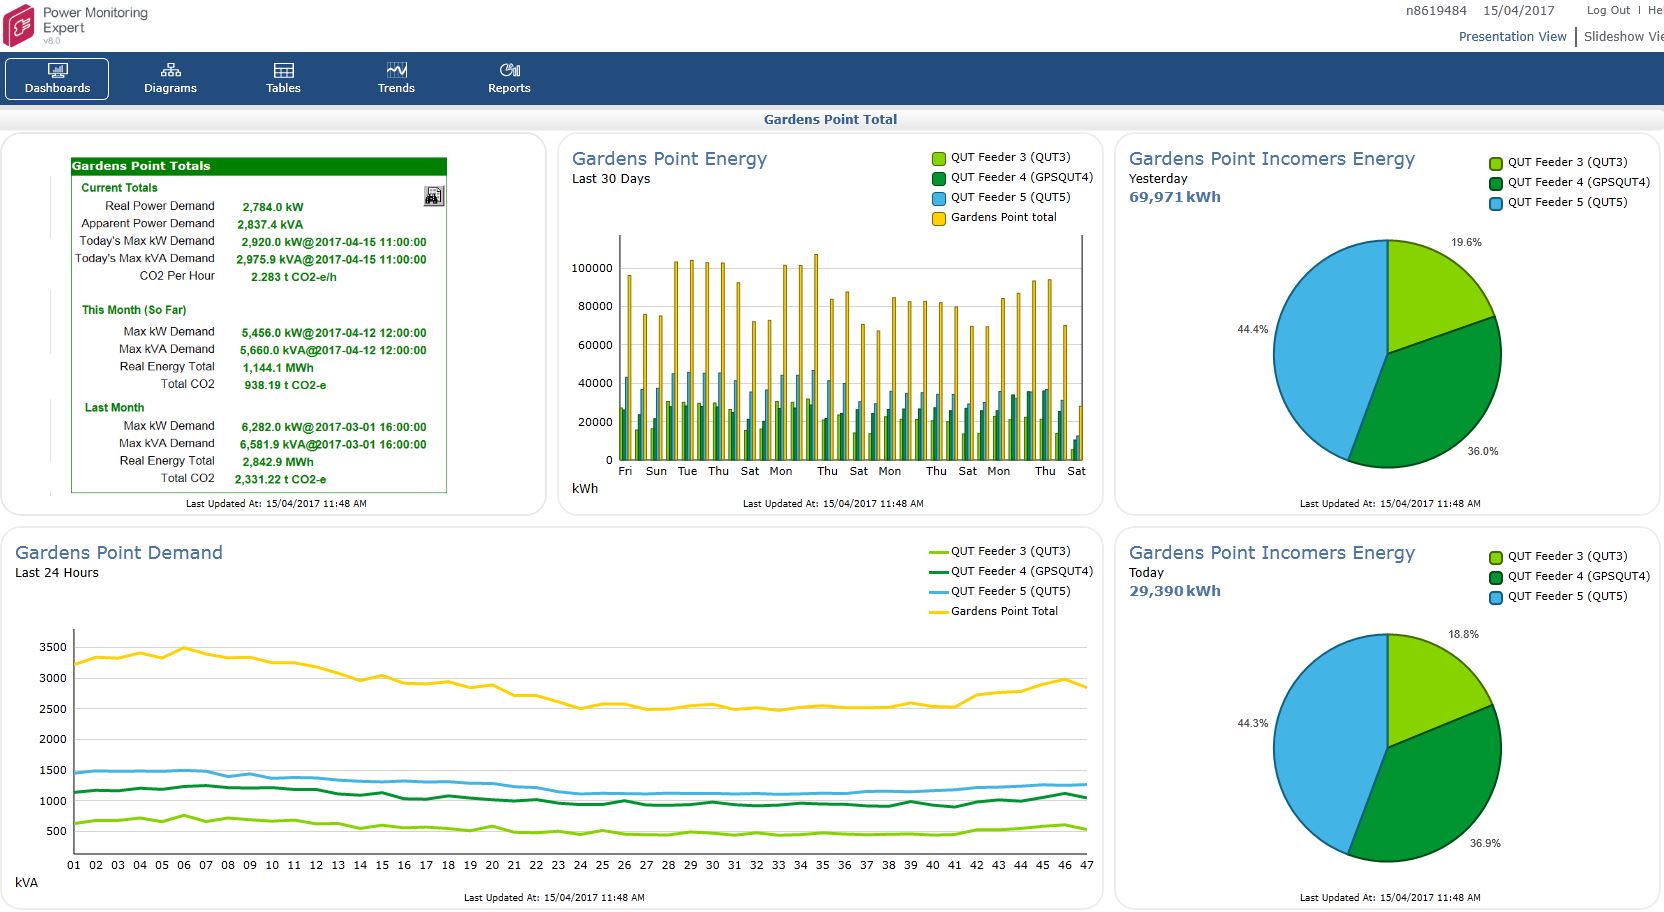 Power Monitoring
Expert
v8.0
n8619484 15/04/2017 Log Out | He
Presentation View | Slideshow Vie
Dashboards Diagrams Tables Trends Reports
Gardens Point Total
Gardens Point Totals
Current Totals
Real Power Demand 2,784.0 kW
Apparent Power Demand 2,837.4 kVA
Today's Max kW Demand 2,920.0 kW@2017-04-15 11:00:00
Today's Max kVA Demand 2,975.9 kVA@2017-04-15 11:00:00
CO2 Per Hour 2.283 t CO2-e/h
This Month (So Far)
Max kW Demand 5,456.0 kW@2017-04-12 12:00:00
Max kVA Demand 5,660.0 kVA@2017-04-12 12:00:00
Real Energy Total 1,144.1 MWh
Total CO2 938.19 t CO2-e
Last Month
Max kW Demand 6,282.0 kW@2017-03-01 16:00:00
Max kVA Demand 6,581.9 kVA@2017-03-01 16:00:00
Real Energy Total 2,842.9 MWh
Total CO2 2,331.22 t CO2-e
Last Updated At: 15/04/2017 11:48 AM
Gardens Point Energy
Last 30 Days
QUT Feeder 3 (QUT3)
QUT Feeder 4 (GPSQUT4)
QUT Feeder 5 (QUT5)
Gardens Point total
100000
80000
60000
40000
20000
0
Fri Sun Tue Thu Sat Mon Thu Sat Mon Thu Sat Mon Thu Sat
kWh
Last Updated At: 15/04/2017 11:48 AM
Gardens Point Incomers Energy
Yesterday
69,971 kWh
QUT Feeder 3 (QUT3)
QUT Feeder 4 (GPSQUT4)
QUT Feeder 5 (QUT5)
19.6%
44.4%
36.0%
Last Updated At: 15/04/2017 11:48 AM
Gardens Point Demand
Last 24 Hours
QUT Feeder 3 (QUT3)
QUT Feeder 4 (GPSQUT4)
QUT Feeder 5 (QUT5)
Gardens Point Total
3500
3000
2500
2000
1500
1000
500
01 02 03 04 05 06 07 08 09 10 11 12 13 14 15 16 17 18 19 20 21 22 23 24 25 26 27 28 29 30 31 32 33 34 35 36 37 38 39 40 41 42 43 44 45 46 47
kVA
Last Updated At: 15/04/2017 11:48 AM
Gardens Point Incomers Energy
Today
29,390 kWh
QUT Feeder 3 (QUT3)
QUT Feeder 4 (GPSQUT4)
QUT Feeder 5 (QUT5)
18.8%
44.3%
36.9%
Last Updated At: 15/04/2017 11:48 AM